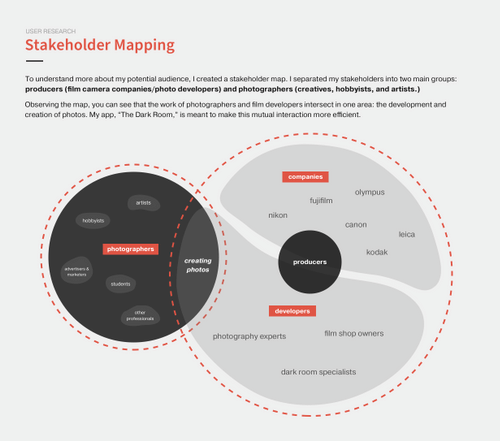 USER RESEARCH
Stakeholder Mapping
To understand more about my potential audience, I created a stakeholder map. I separated my stakeholders into two main groups:
producers (film camera companies/photo developers) and photographers (creatives, hobbyists, and artists.)
Observing the map, you can see that the work of photographers and film developers intersect in one area: the development and
creation of photos. My app, "The Dark Room," is meant to make this mutual interaction more efficient.
companies
olympus
fujifilm
nikon
canon
leica
kodak
artists
hobbyists
photographers
advertisers &
marketers
students
other
professionals
creating
photos
producers
developers
photography experts
film shop owners
dark room specialists